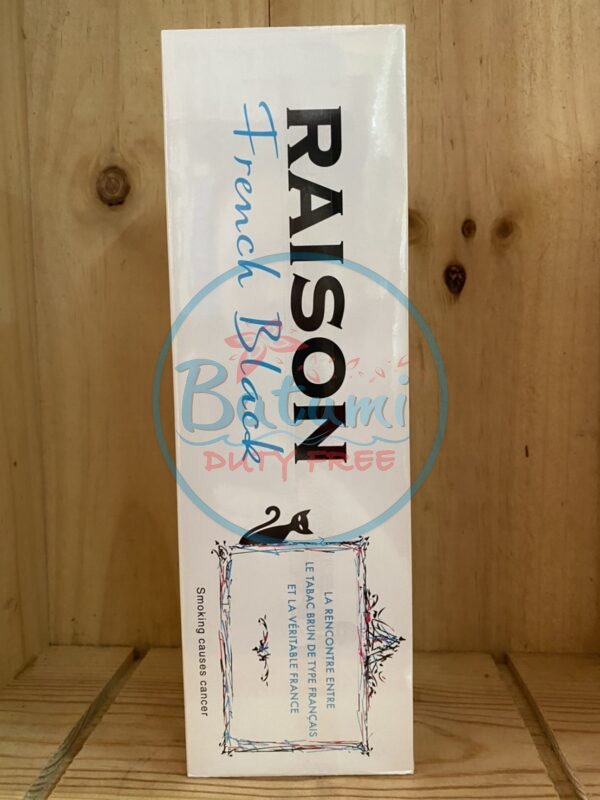 RAISON
French Black
LA RENCONTRE ENTRE
LE TABAC BRUN DE TYPE FRANÇAIS
ET LA VÉRITABLE FRANCE
Smoking causes cancer
Batumi
DUTY FREE